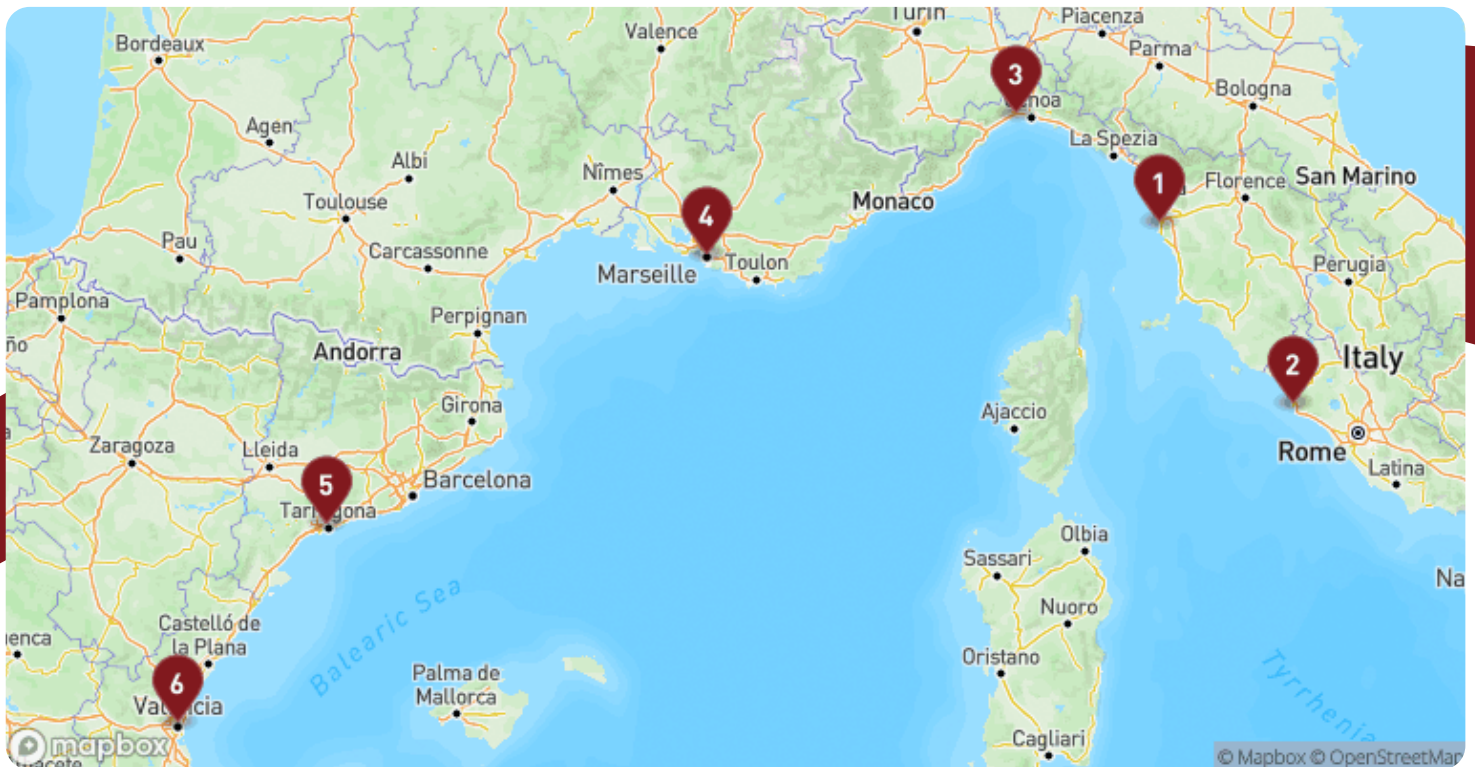 Turin
Piacenza
Valence
Bordeaux
Parma
3
Bologna
Agen
La Spezia
Albi
Nîmes
1
Florence
San Marino
Toulouse
Monaco
4
Pau
Carcassonne
Marseille
Toulon
Perugia
Pamplona
Perpignan
Andorra
2
Italy
Girona
Ajaccio
Zaragoza
Lleida
Rome
Latina
5
Barcelona
Tarragona
Olbia
Sassari
Balearic Sea
Nuoro
Castelló de
la Plana
Oristano
Palma de
Mallorca
6
Valencia
Tyrrhenia
Cagliari
mapbox
© Mapbox © OpenStreetMap